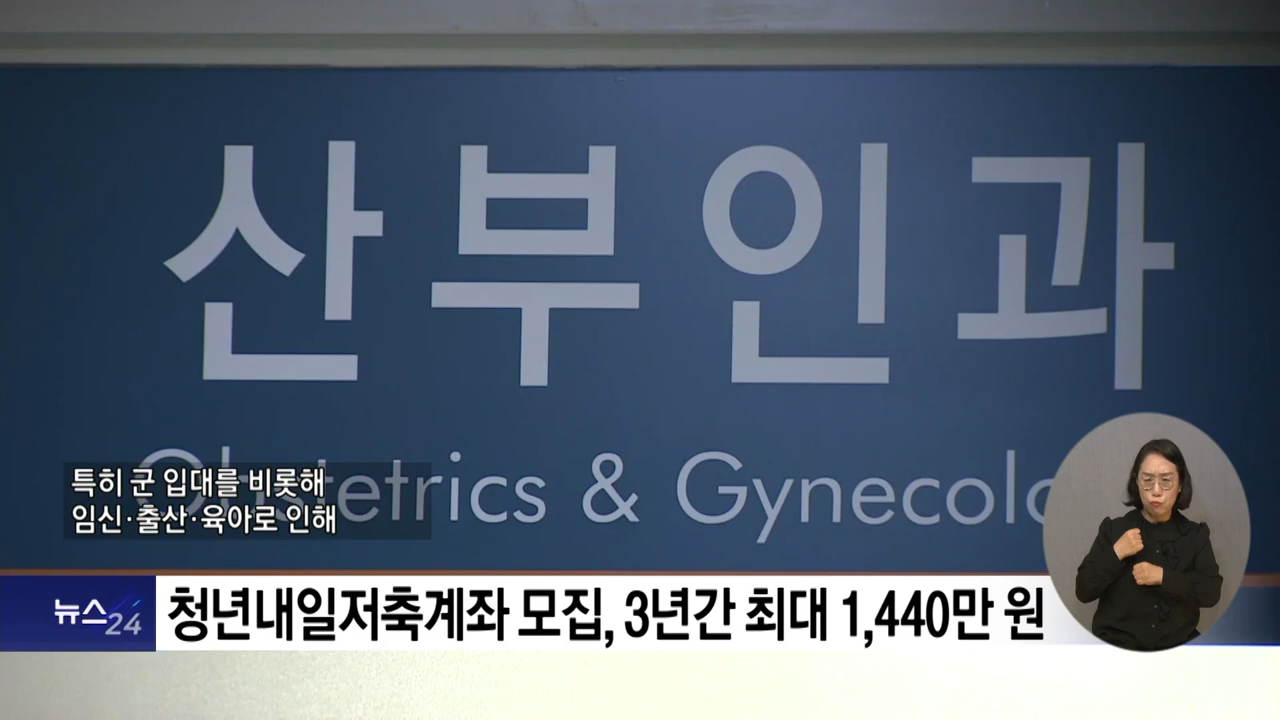 산부인과
Obstetrics & Gynecolo
특히 군 입대를 비롯해
임신·출산·육아로 인해
뉴스24
청년내일저축계좌 모집, 3년간 최대 1,440만 원